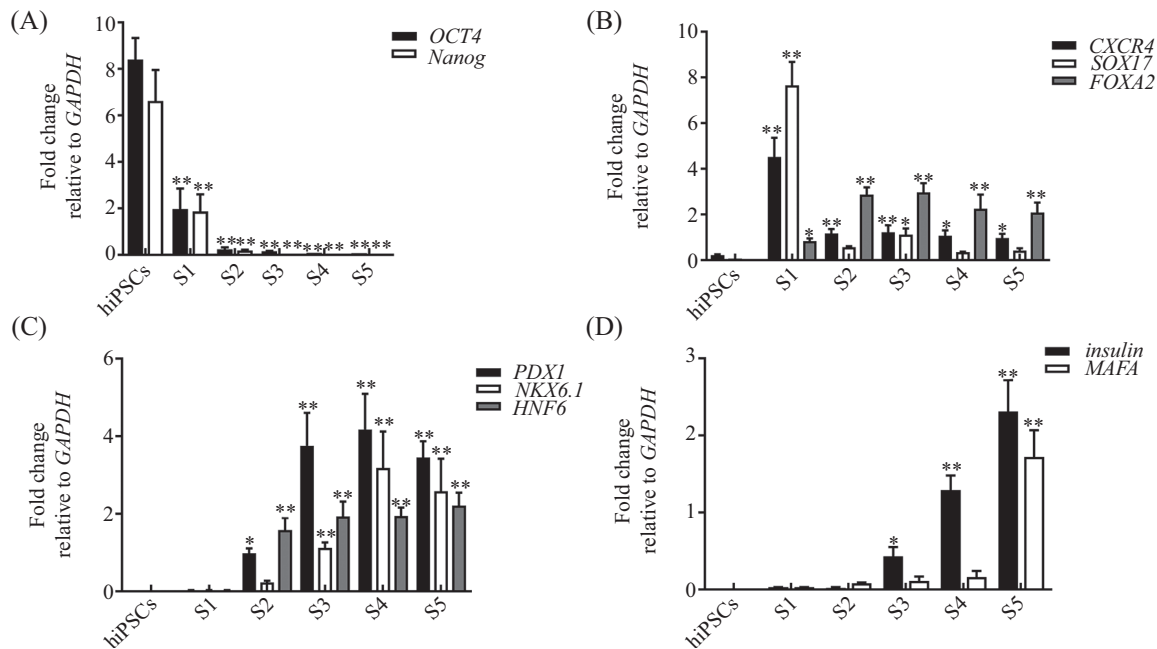 (A)
Fold change
relative to GAPDH
10
8
6
4
2
0
OCT4
Nanog
** **
** ** ** ** ** ** ** **
hiPSCs S1 S2 S3 S4 S5
(B)
Fold change
relative to GAPDH
10
8
6
4
2
0
CXCR4
SOX17
FOXA2
** ** * ** ** ** * ** * ** * **
hiPSCs S1 S2 S3 S4 S5
(C)
Fold change
relative to GAPDH
6
4
2
0
PDX1
NKX6.1
HNF6
* ** ** ** ** ** ** ** ** ** **
hiPSCs S1 S2 S3 S4 S5
(D)
Fold change
relative to GAPDH
3
2
1
0
insulin
MAFA
* ** ** **
hiPSCs S1 S2 S3 S4 S5